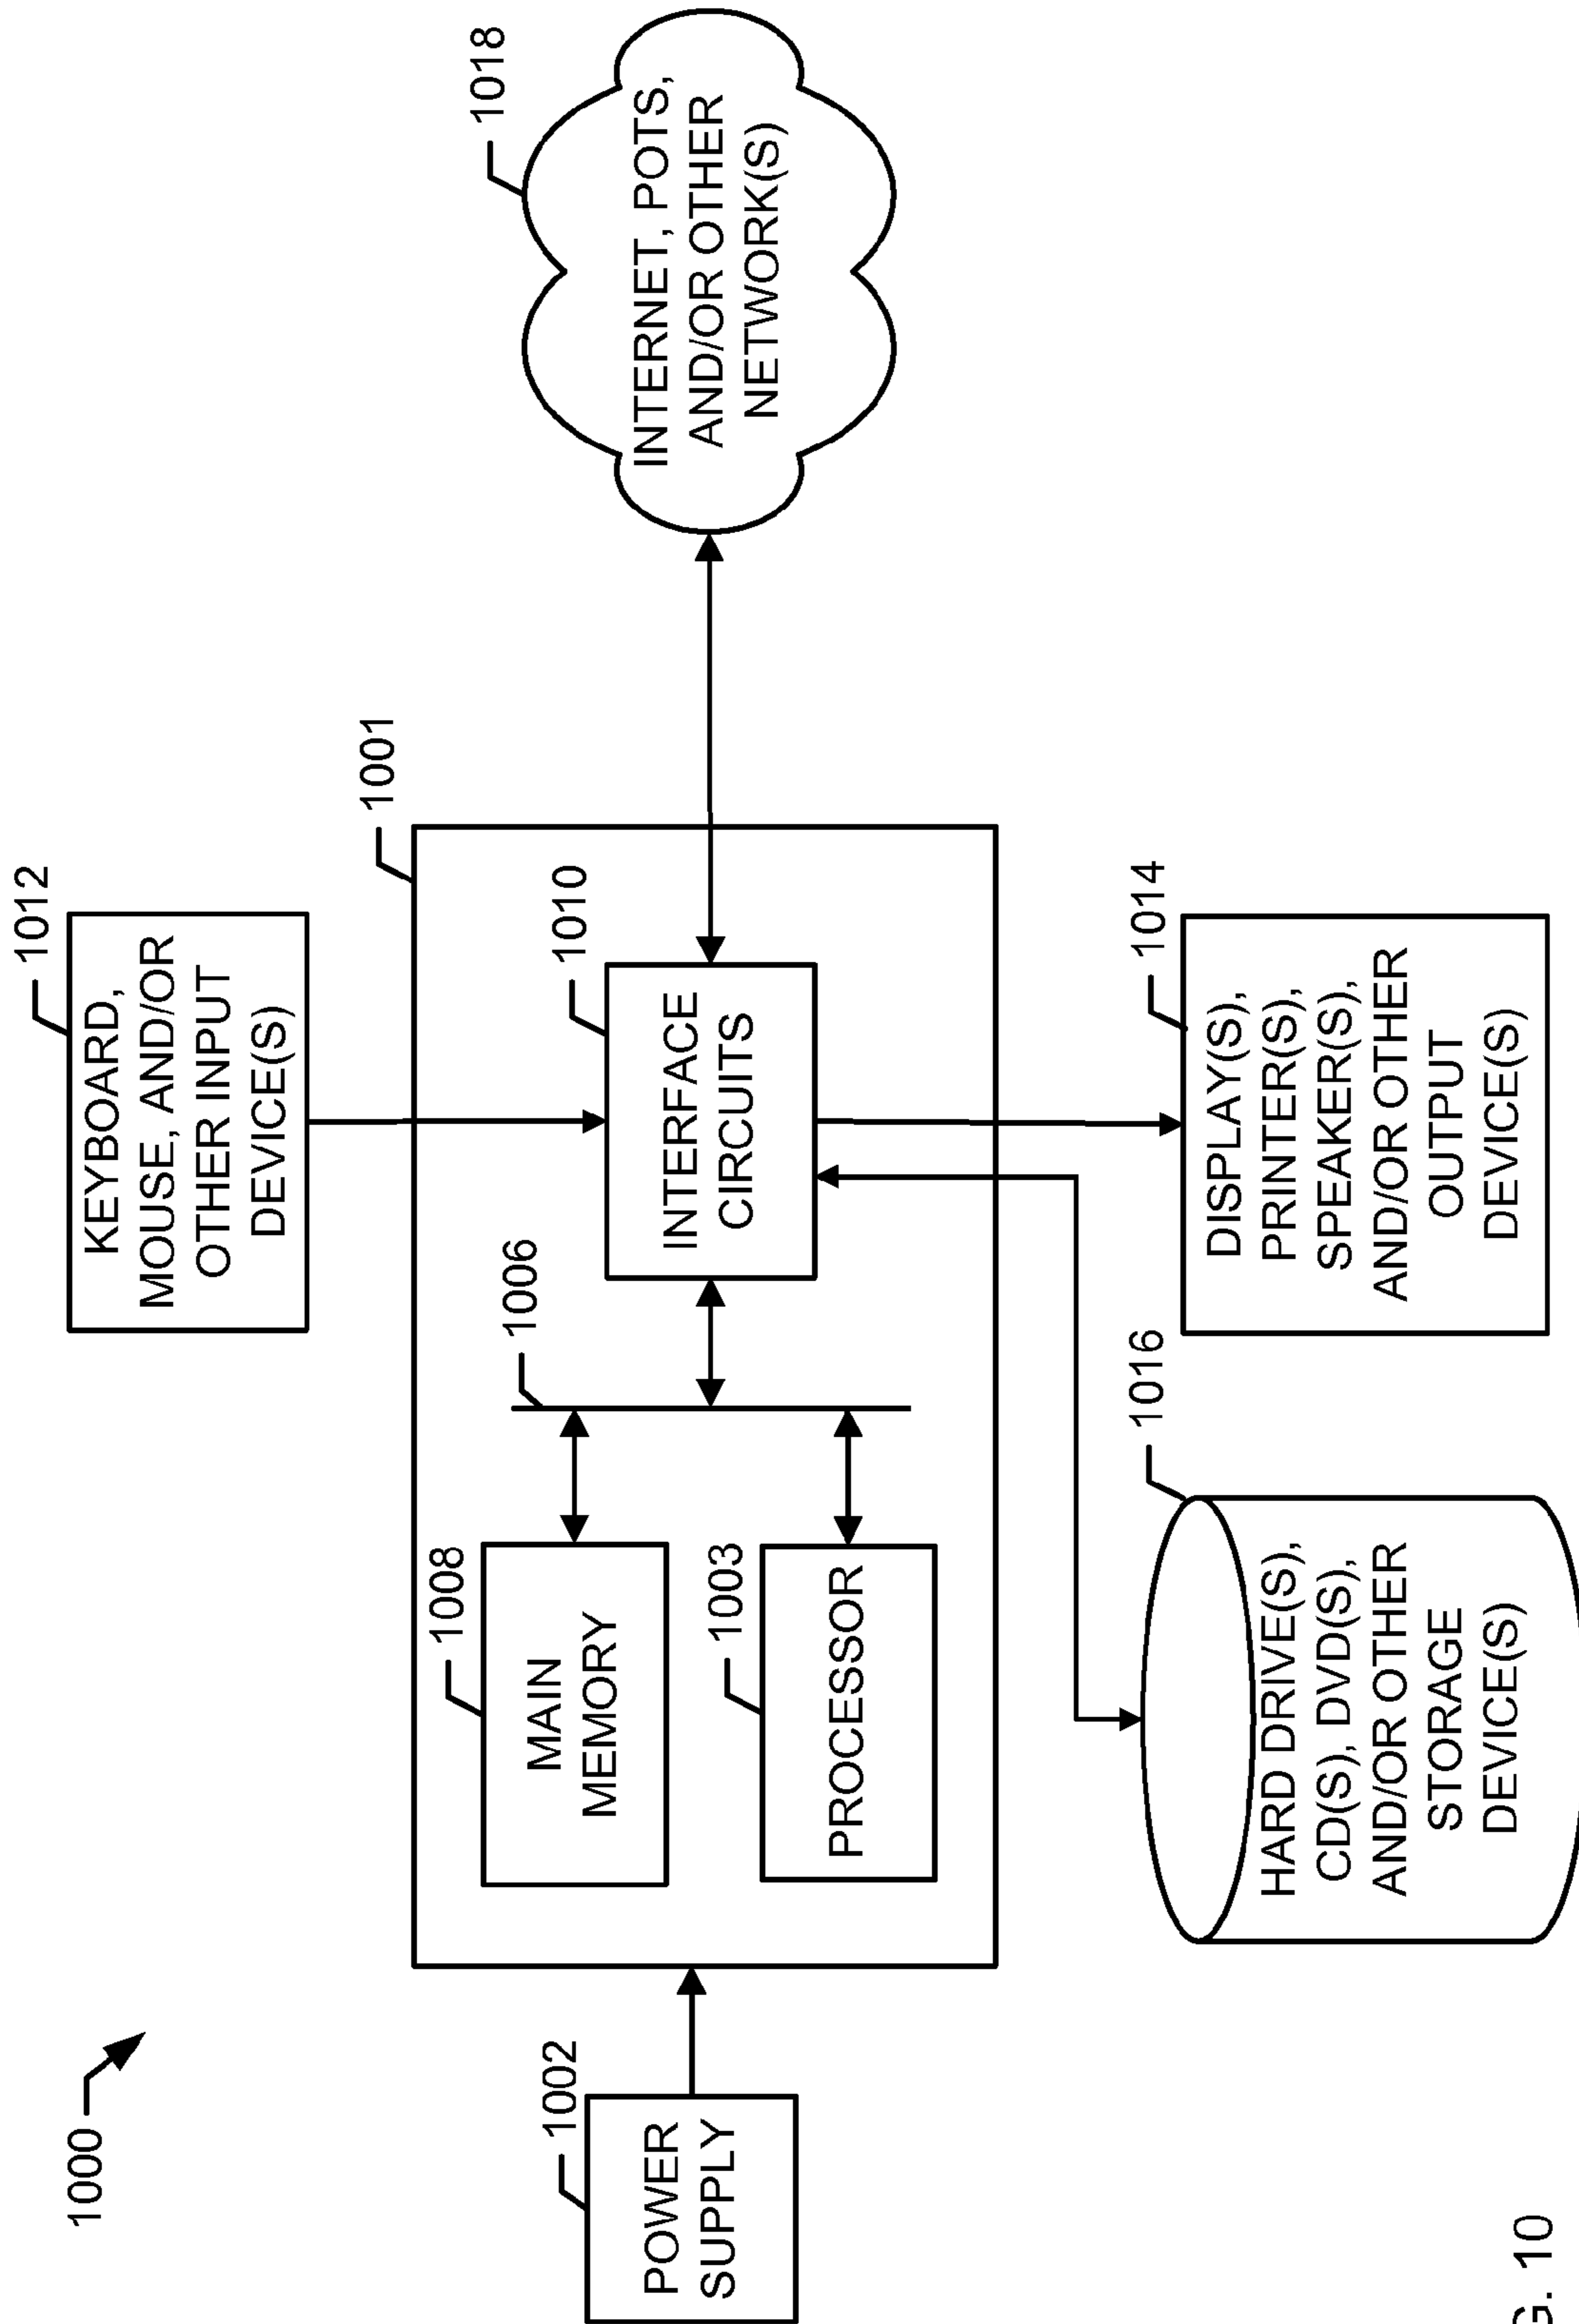 1000
1012
KEYBOARD,
MOUSE, AND/OR
OTHER INPUT
DEVICE(S)
1001
1018
INTERNET, POTS,
AND/OR OTHER
NETWORK(S)
1002
POWER
SUPPLY
1008
MAIN
MEMORY
1003
PROCESSOR
1006
1010
INTERFACE
CIRCUITS
1016
HARD DRIVE(S),
CD(S), DVD(S),
AND/OR OTHER
STORAGE
DEVICE(S)
1014
DISPLAY(S),
PRINTER(S),
SPEAKER(S),
AND/OR OTHER
OUTPUT
DEVICE(S)
G. 10